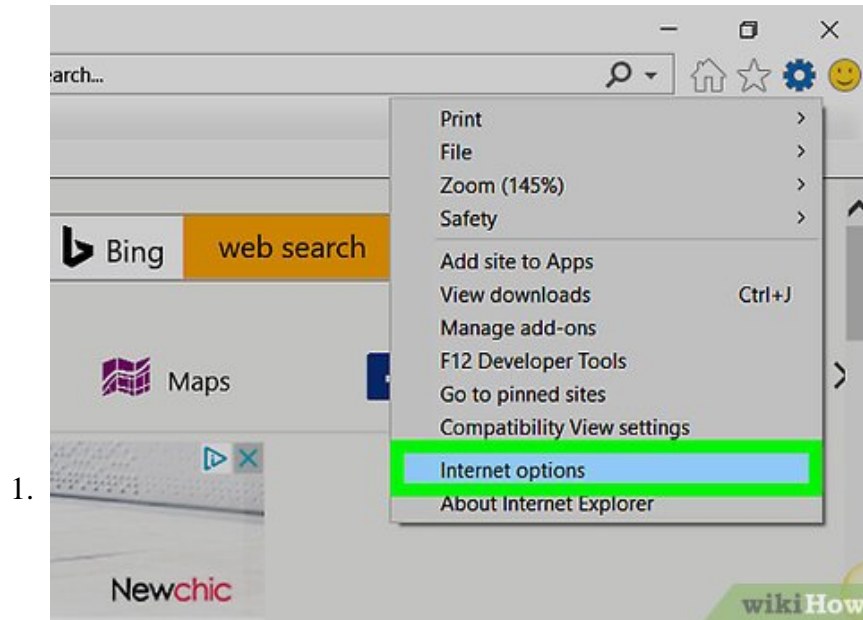 earch...
Print
File
Zoom (145%)
Safety
Add site to Apps
View downloads Ctrl+J
Manage add-ons
F12 Developer Tools
Go to pinned sites
Compatibility View settings
Internet options
About Internet Explorer
Bing web search
Maps
1.
Newchic
wikiHow